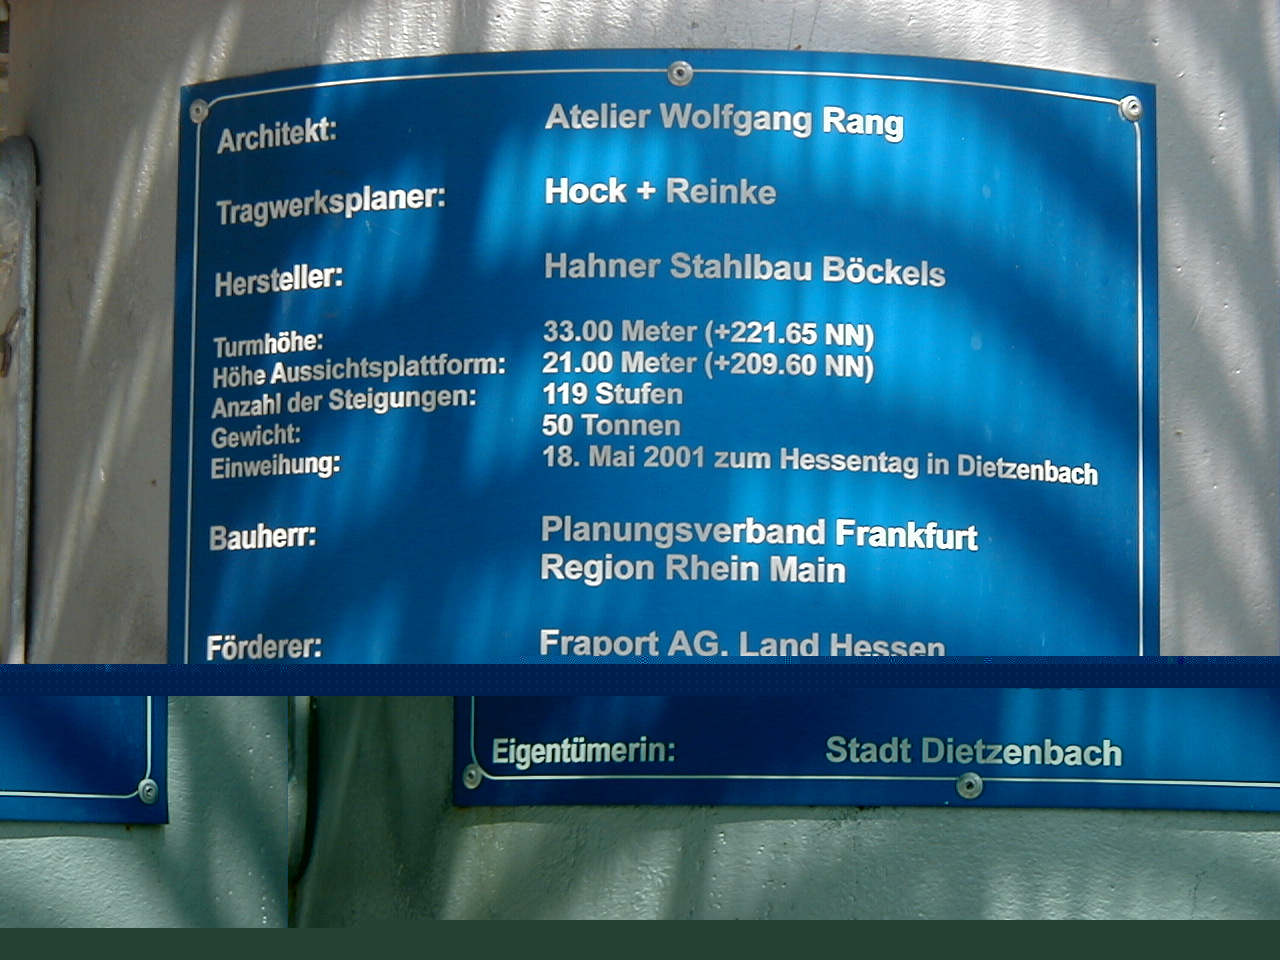 Architekt: Atelier Wolfgang Rang
Tragwerksplaner: Hock + Reinke
Hersteller: Hahner Stahlbau Böckels
Turmhöhe: 33.00 Meter (+221.65 NN)
Höhe Aussichtsplattform: 21.00 Meter (+209.60 NN)
Anzahl der Steigungen: 119 Stufen
Gewicht: 50 Tonnen
Einweihung: 18. Mai 2001 zum Hessentag in Dietzenbach
Bauherr: Planungsverband Frankfurt
Region Rhein Main
Förderer: Fraport AG, Land Hessen
Eigentümerin: Stadt Dietzenbach